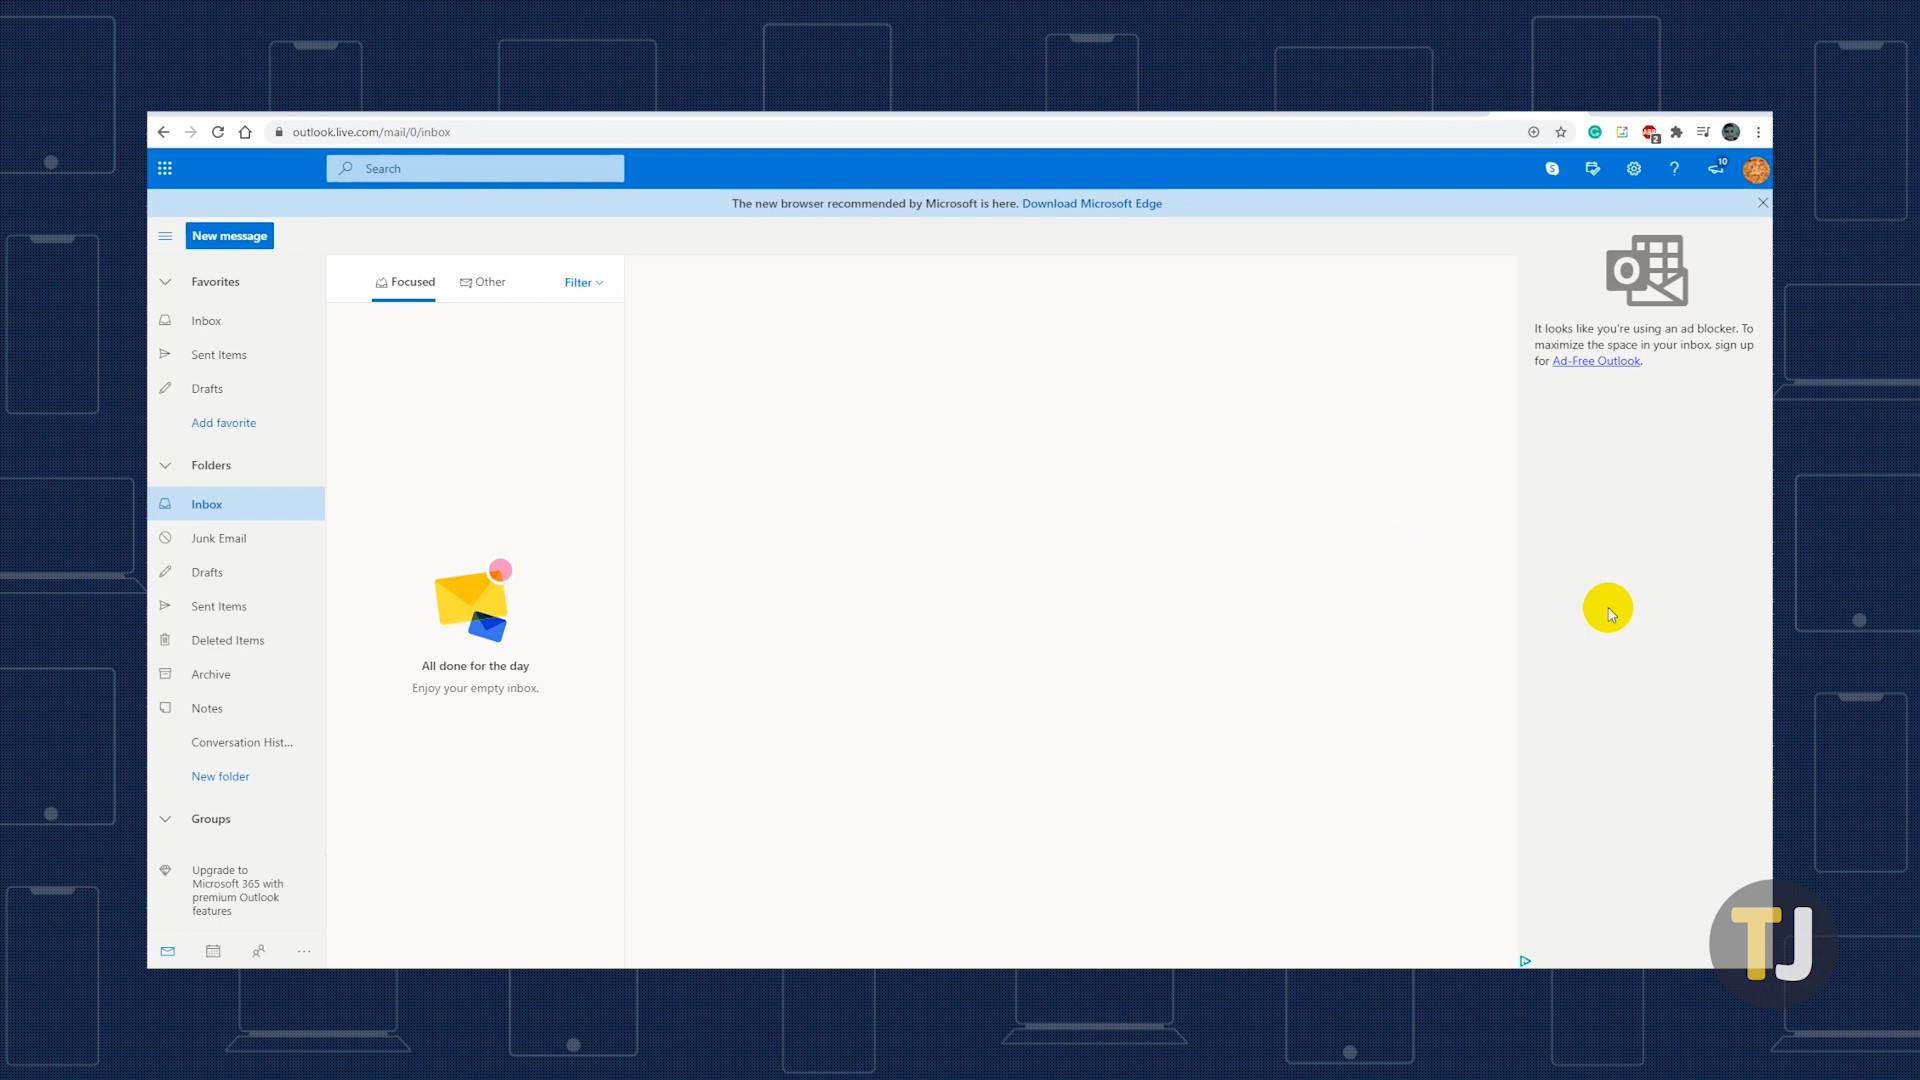 outlook.live.com/mail/0/inbox
ABP
2
Search
S
?
10
The new browser recommended by Microsoft is here. Download Microsoft Edge
New message
Favorites
Inbox
Sent Items
Drafts
Add favorite
Folders
Inbox
Junk Email
Drafts
Sent Items
Deleted Items
Archive
Notes
Conversation Hist...
New folder
Groups
Upgrade to
Microsoft 365 with
premium Outlook
features
Focused
Other
Filter
All done for the day
Enjoy your empty inbox.
O
It looks like you're using an ad blocker. To
maximize the space in your inbox, sign up
for Ad-Free Outlook.
TJ